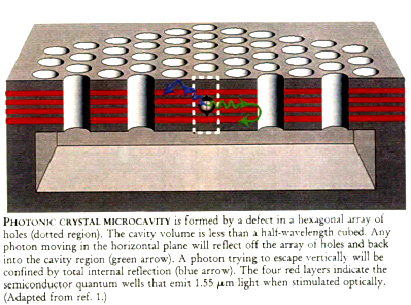 PHOTONIC CRYSTAL MICROCAVITY is formed by a defect in a hexagonal array of
holes (dotted region). The cavity volume is less than a half-wavelength cubed. Any
photon moving in the horizontal plane will reflect off the array of holes and back
into the cavity region (green arrow). A photon trying to escape vertically will be
confined by total internal reflection (blue arrow). The four red layers indicate the
semiconductor quantum wells that emit 1.55 μm light when stimulated optically.
(Adapted from ref. 1.)